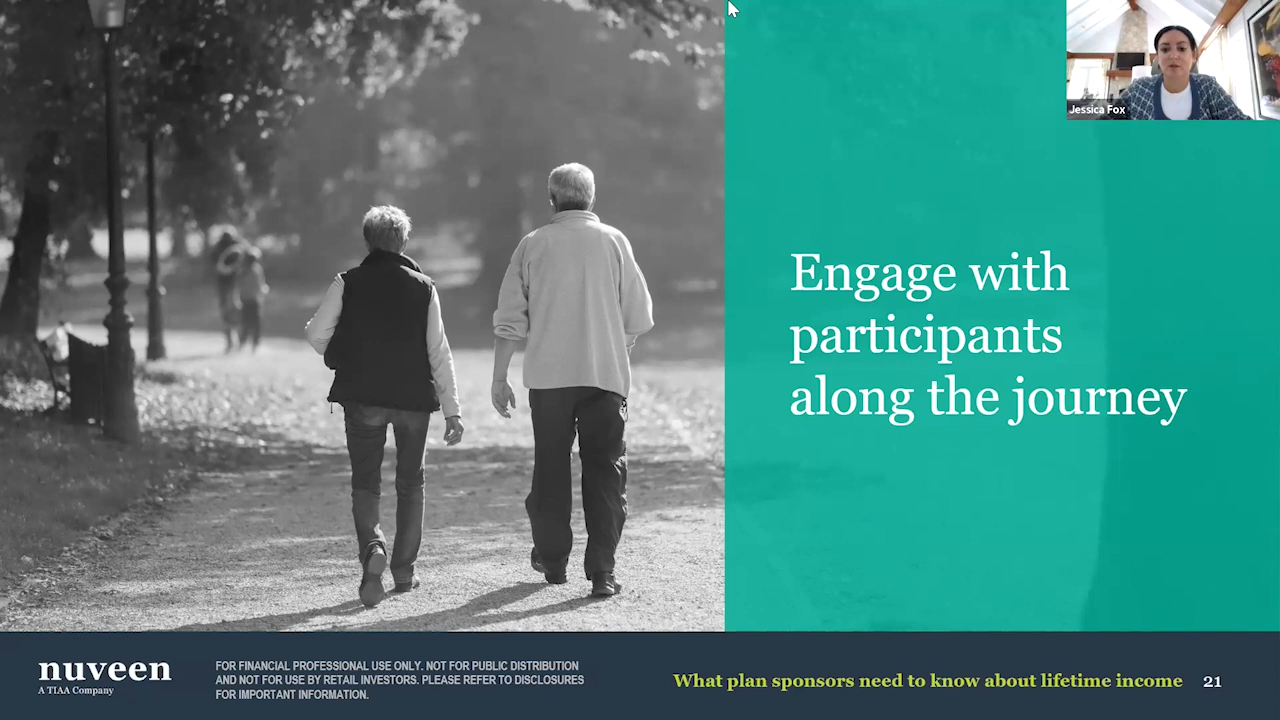 Jessica Fox
Engage with
participants
along the journey
nuveen
A TIAA Company
FOR FINANCIAL PROFESSIONAL USE ONLY. NOT FOR PUBLIC DISTRIBUTION
AND NOT FOR USE BY RETAIL INVESTORS. PLEASE REFER TO DISCLOSURES
FOR IMPORTANT INFORMATION.
What plan sponsors need to know about lifetime income 21